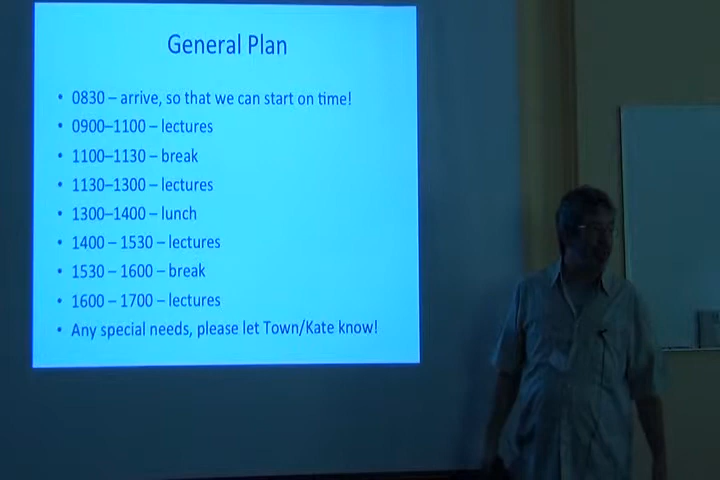 General Plan
• 0830 – arrive, so that we can start on time!
• 0900–1100 – lectures
• 1100–1130 – break
• 1130–1300 – lectures
• 1300–1400 – lunch
• 1400 – 1530 – lectures
• 1530 – 1600 – break
• 1600 – 1700 – lectures
• Any special needs, please let Town/Kate know!